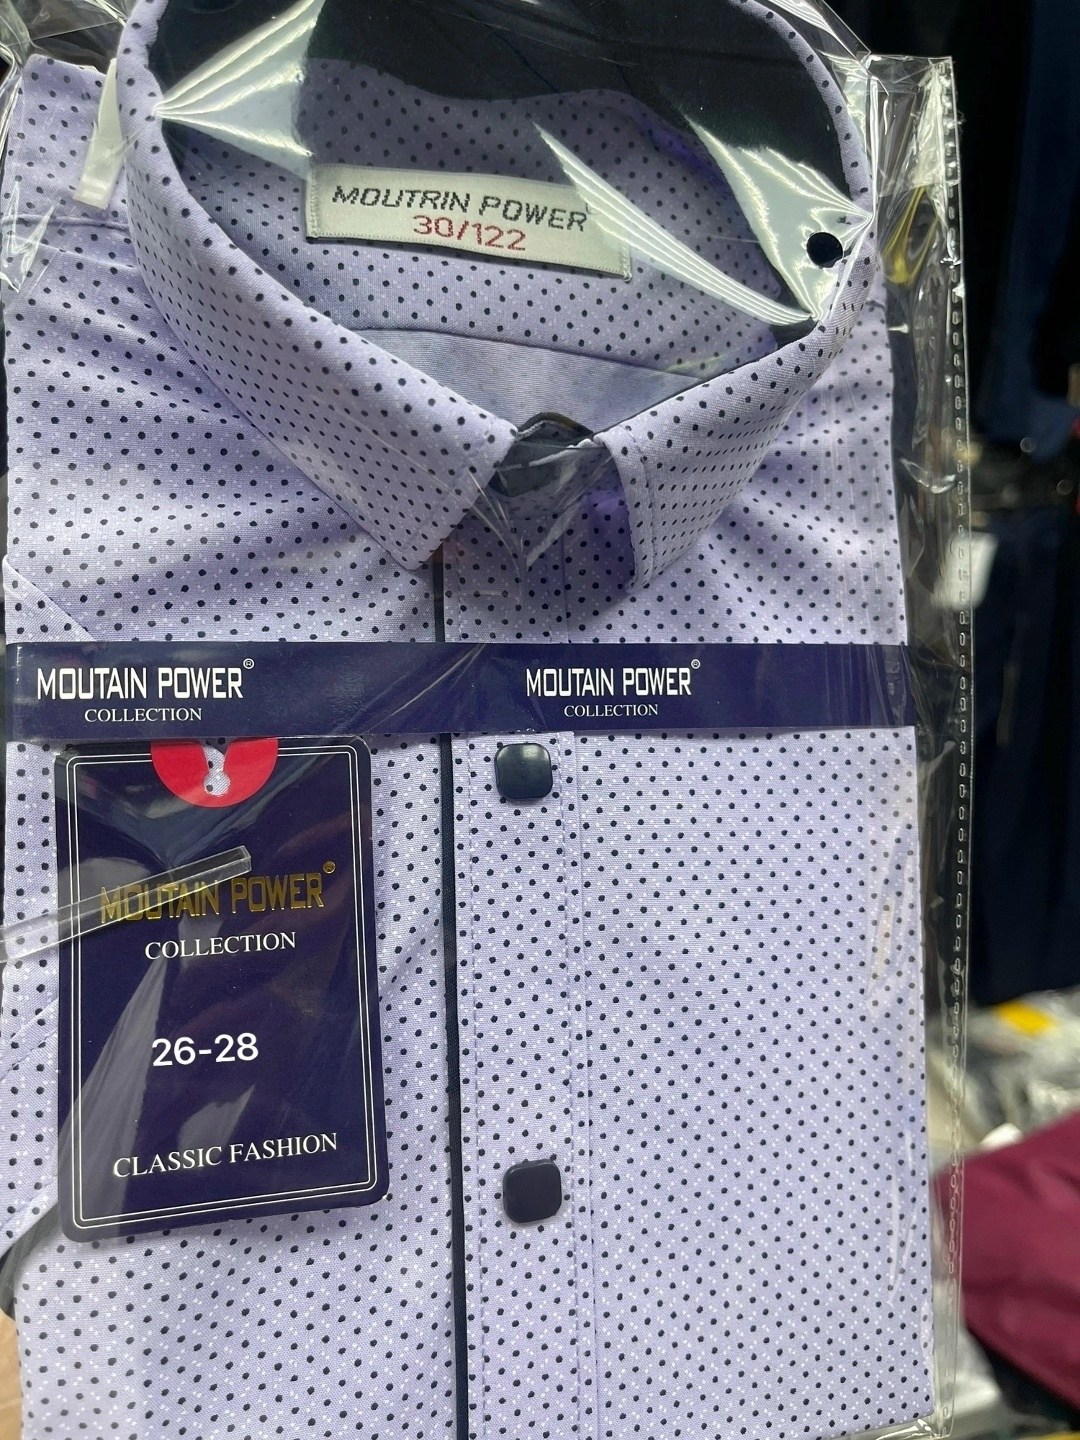 MOUTRIN POWER
30/122
MOUTAIN POWER®
COLLECTION
MOUTAIN POWER®
COLLECTION
MOUTAIN POWER®
COLLECTION
26-28
CLASSIC FASHION